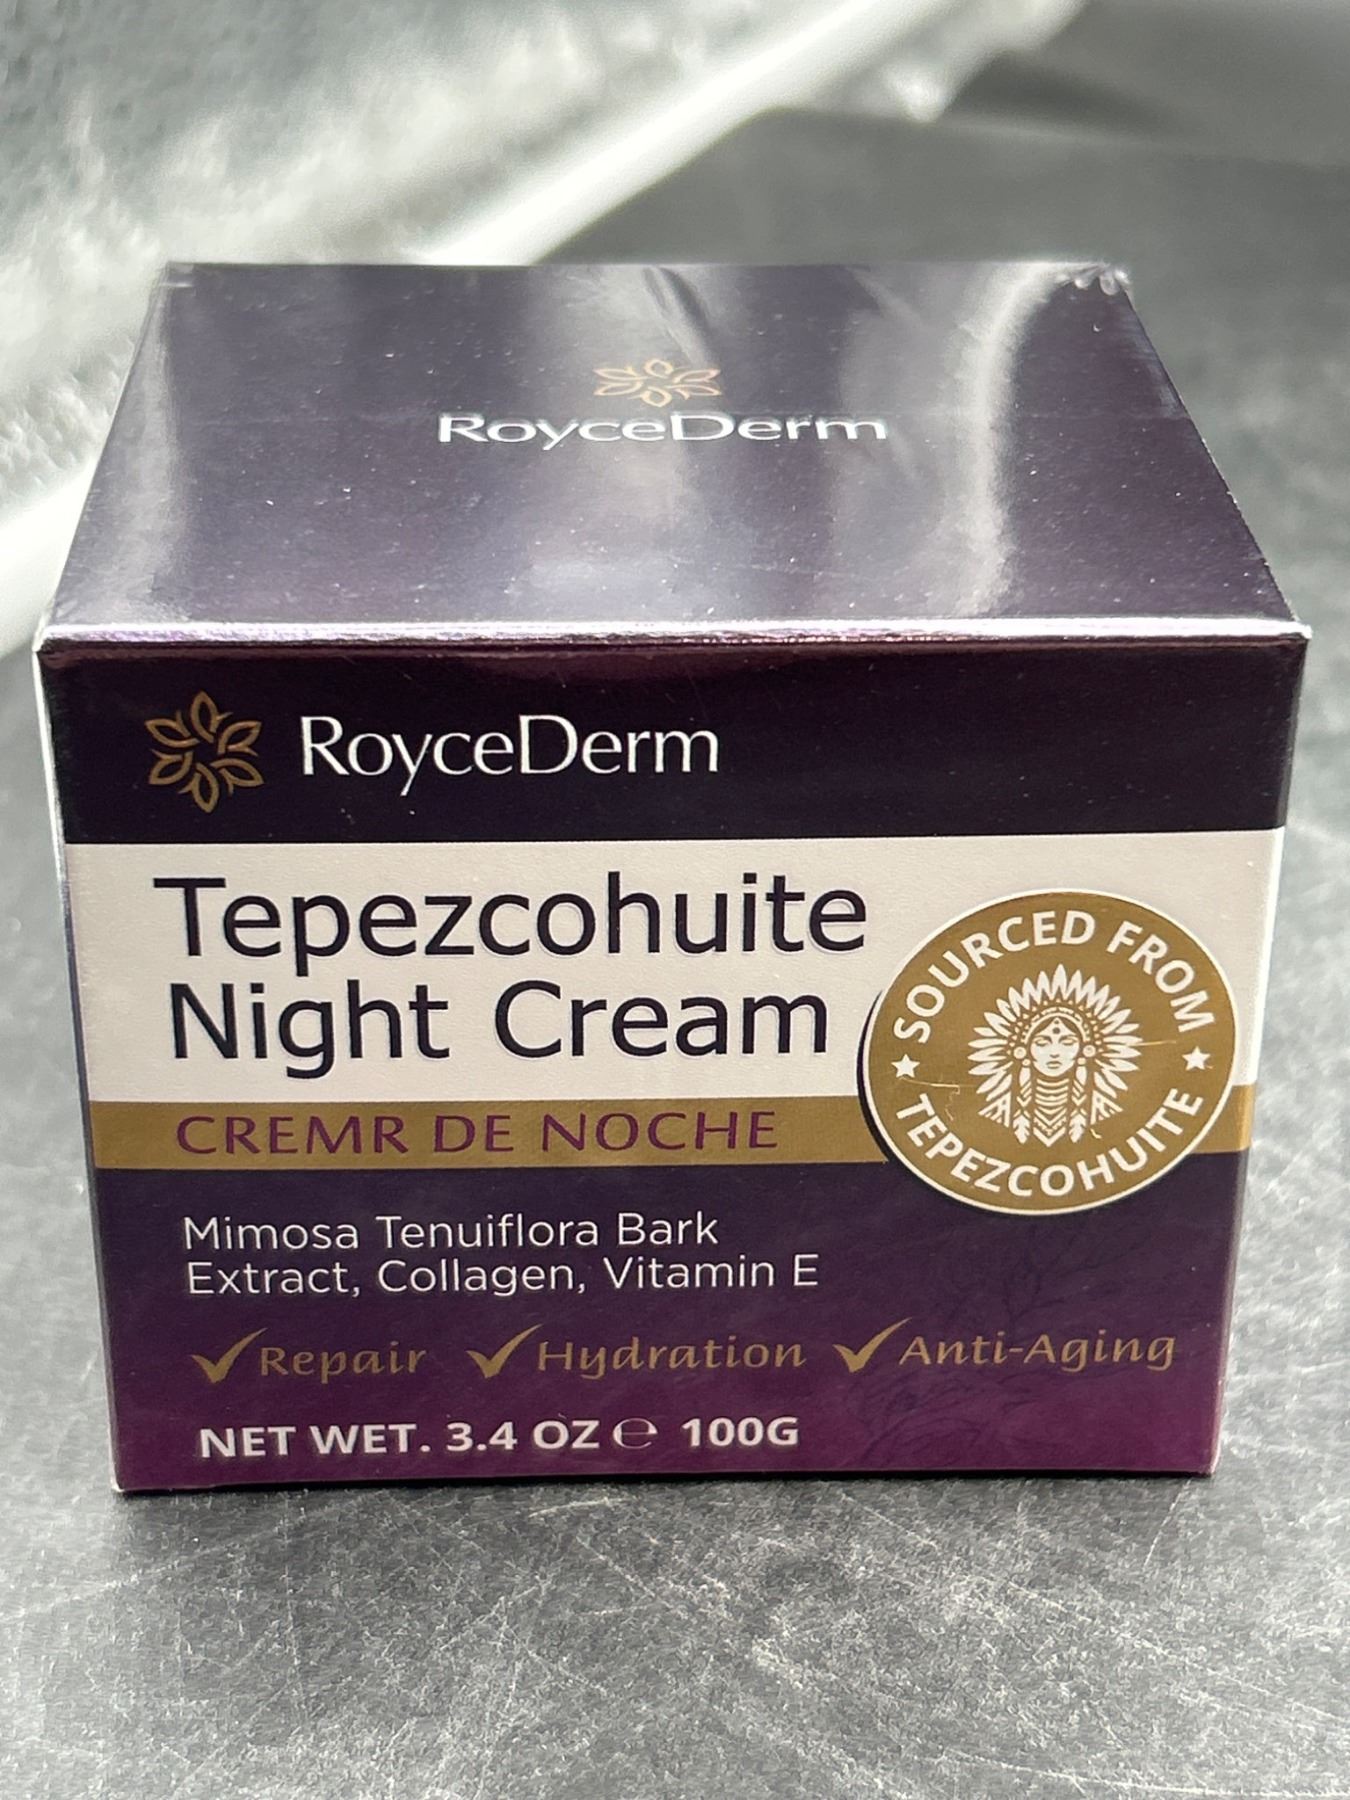 RoyceDerm
RoyceDerm
Tepezcohuite
Night Cream
CREMR DE NOCHE
SOURCED FROM
TEPEZCOHUITE
Mimosa Tenuiflora Bark
Extract, Collagen, Vitamin E
Repair Hydration Anti-Aging
NET WET. 3.4 OZ ℮ 100G